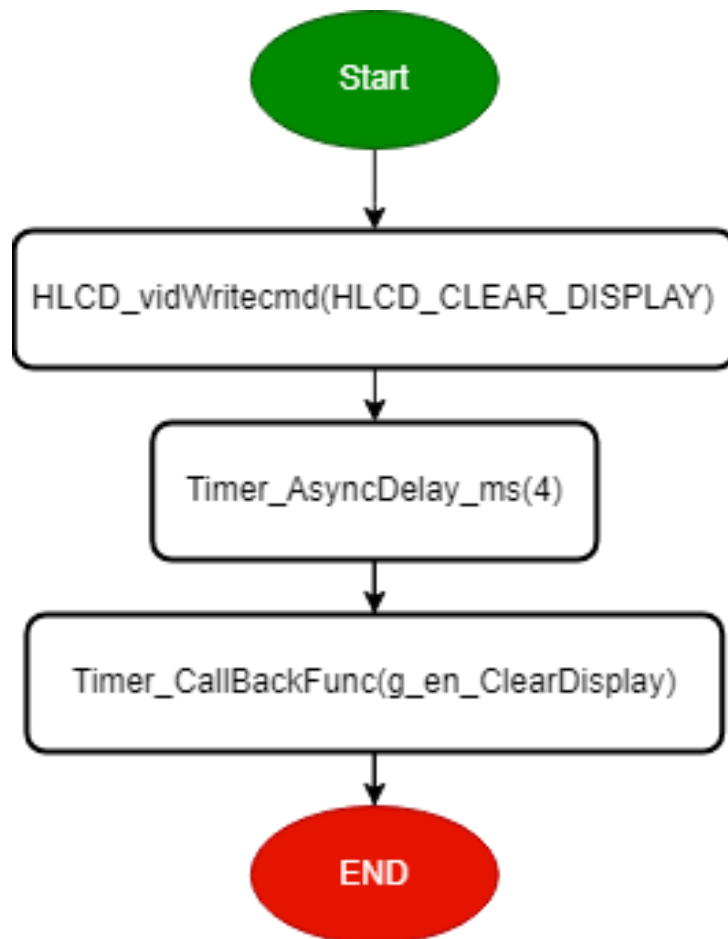 Start
HLCD_vidWritecmd(HLCD_CLEAR_DISPLAY)
Timer_AsyncDelay_ms(4)
Timer_CallBackFunc(g_en_ClearDisplay)
END